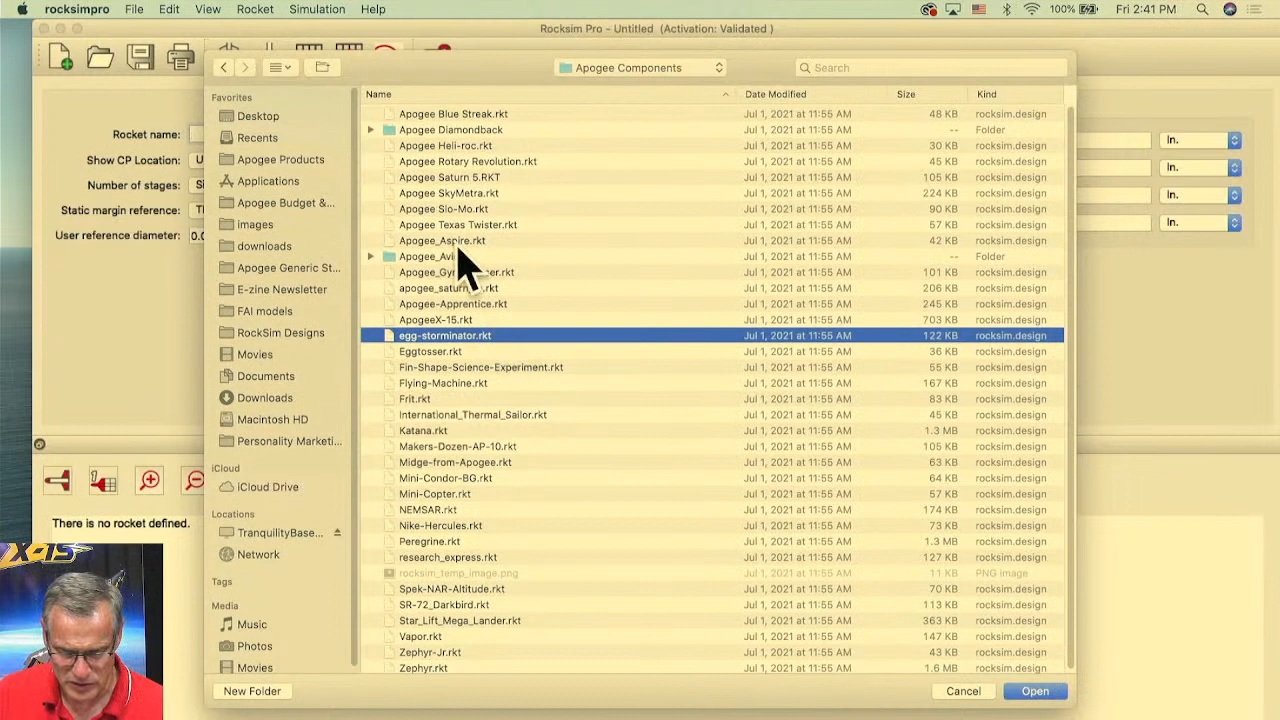 rocksimpro File Edit View Rocket Simulation Help 100% Fri 2:41 PM
Rocksim Pro - Untitled (Activation: Validated )
Apogee Components
Search
Rocket name:
Show CP Location: U
Number of stages: Si
Static margin reference: Th
User reference diameter: 0.0
In.
In.
In.
In.
There is no rocket defined.
Favorites
Desktop
Recents
Apogee Products
Applications
Apogee Budget &...
images
downloads
Apogee Generic St...
E-zine Newsletter
FAI models
RockSim Designs
Movies
Documents
Downloads
Macintosh HD
Personality Marketi...
iCloud
iCloud Drive
Locations
TranquilityBase...
Network
Tags
Media
Music
Photos
Movies
Name Date Modified Size Kind
Apogee Blue Streak.rkt Jul 1, 2021 at 11:55 AM 48 KB rocksim.design
Apogee Diamondback Jul 1, 2021 at 11:55 AM -- Folder
Apogee Heli-roc.rkt Jul 1, 2021 at 11:55 AM 30 KB rocksim.design
Apogee Rotary Revolution.rkt Jul 1, 2021 at 11:55 AM 45 KB rocksim.design
Apogee Saturn 5.RKT Jul 1, 2021 at 11:55 AM 105 KB rocksim.design
Apogee SkyMetra.rkt Jul 1, 2021 at 11:55 AM 224 KB rocksim.design
Apogee Slo-Mo.rkt Jul 1, 2021 at 11:55 AM 90 KB rocksim.design
Apogee Texas Twister.rkt Jul 1, 2021 at 11:55 AM 57 KB rocksim.design
Apogee_Aspire.rkt Jul 1, 2021 at 11:55 AM 42 KB rocksim.design
Jul 1, 2021 at 11:55 AM -- Folder
Jul 1, 2021 at 11:55 AM 101 KB rocksim.design
Jul 1, 2021 at 11:55 AM 206 KB rocksim.design
Apogee-Apprentice.rkt Jul 1, 2021 at 11:55 AM 245 KB rocksim.design
ApogeeX-15.rkt Jul 1, 2021 at 11:55 AM 703 KB rocksim.design
egg-storminator.rkt Jul 1, 2021 at 11:55 AM 122 KB rocksim.design
Eggtosser.rkt Jul 1, 2021 at 11:55 AM 36 KB rocksim.design
Fin-Shape-Science-Experiment.rkt Jul 1, 2021 at 11:55 AM 55 KB rocksim.design
Flying-Machine.rkt Jul 1, 2021 at 11:55 AM 167 KB rocksim.design
Frit.rkt Jul 1, 2021 at 11:55 AM 83 KB rocksim.design
International_Thermal_Sailor.rkt Jul 1, 2021 at 11:55 AM 45 KB rocksim.design
Katana.rkt Jul 1, 2021 at 11:55 AM 1.3 MB rocksim.design
Makers-Dozen-AP-10.rkt Jul 1, 2021 at 11:55 AM 105 KB rocksim.design
Midge-from-Apogee.rkt Jul 1, 2021 at 11:55 AM 63 KB rocksim.design
Mini-Condor-BG.rkt Jul 1, 2021 at 11:55 AM 64 KB rocksim.design
Mini-Copter.rkt Jul 1, 2021 at 11:55 AM 57 KB rocksim.design
NEMSAR.rkt Jul 1, 2021 at 11:55 AM 174 KB rocksim.design
Nike-Hercules.rkt Jul 1, 2021 at 11:55 AM 73 KB rocksim.design
Peregrine.rkt Jul 1, 2021 at 11:55 AM 1.3 MB rocksim.design
research_express.rkt Jul 1, 2021 at 11:55 AM 127 KB rocksim.design
rocksim_temp_image.png Jul 1, 2021 at 11:55 AM 11 KB PNG image
Spek-NAR-Altitude.rkt Jul 1, 2021 at 11:55 AM 67 KB rocksim.design
SR-72_Darkbird.rkt Jul 1, 2021 at 11:55 AM 113 KB rocksim.design
Star_Lift_Mega_Lander.rkt Jul 1, 2021 at 11:55 AM 363 KB rocksim.design
Vapor.rkt Jul 1, 2021 at 11:55 AM 147 KB rocksim.design
Zephyr-Jr.rkt Jul 1, 2021 at 11:55 AM 43 KB rocksim.design
Zephyr.rkt Jul 1, 2021 at 11:55 AM 1.6 MB rocksim.design
New Folder Cancel Open